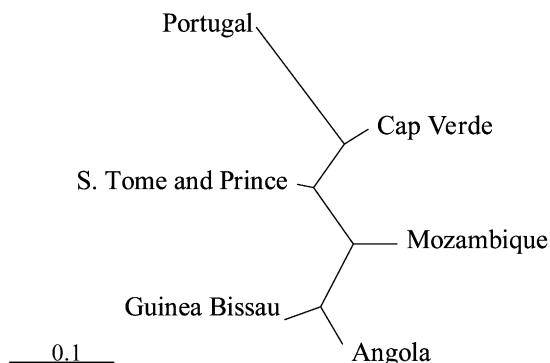 Portugal
Cap Verde
S. Tome and Prince
Mozambique
Guinea Bissau
Angola
0.1